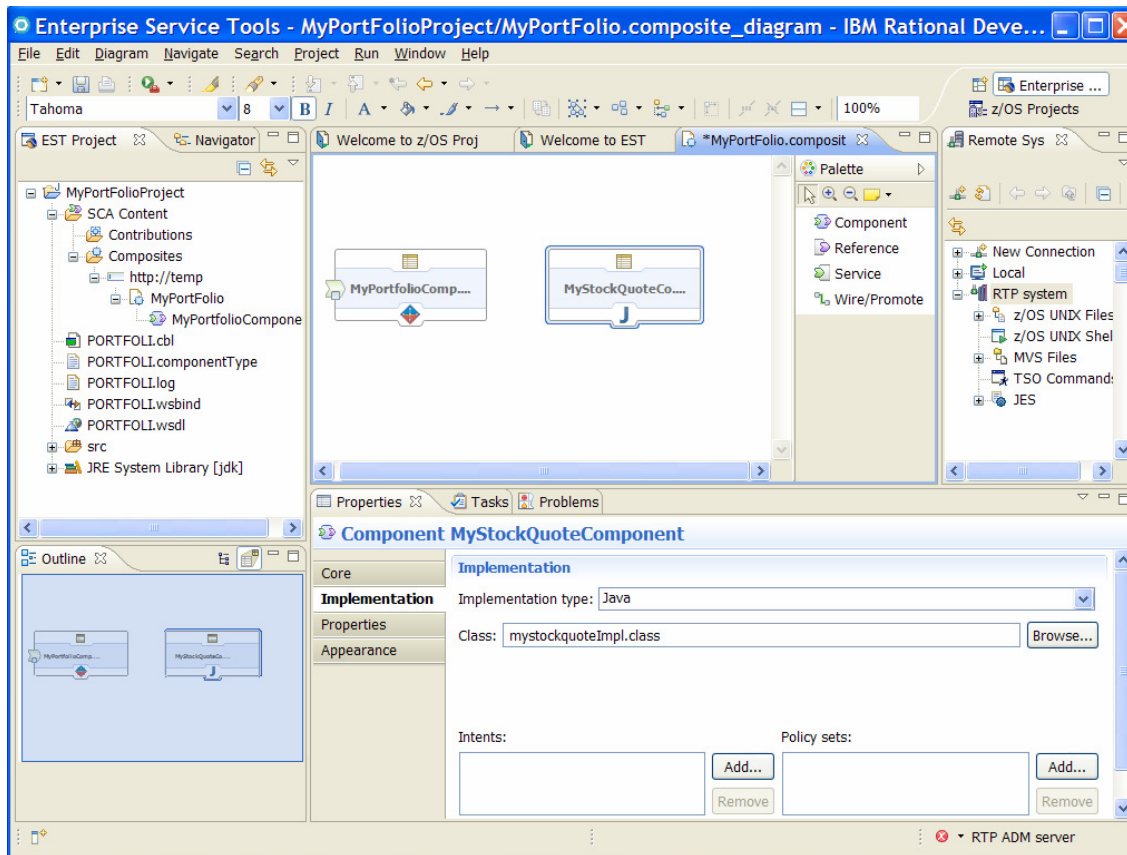 Enterprise Service Tools - MyPortFolioProject/MyPortFolio.composite_diagram - IBM Rational Deve...
File Edit Diagram Navigate Search Project Run Window Help
Enterprise ...
Tahoma 8 B I A 100% z/OS Projects
EST Project Navigator
Welcome to z/OS Proj Welcome to EST *MyPortFolio.composit
Remote Sys
MyPortFolioProject
SCA Content
Contributions
Composites
http://temp
MyPortFolio
MyPortfolioCompone
PORTFOLI.cbl
PORTFOLI.componentType
PORTFOLI.log
PORTFOLI.wsbind
PORTFOLI.wsdl
src
JRE System Library [jdk]
MyPortfolioComp....
MyStockQuoteCo....
J
Palette
Component
Reference
Service
Wire/Promote
New Connection
Local
RTP system
z/OS UNIX Files
z/OS UNIX Shel
MVS Files
TSO Command
JES
Outline
MyPortfolioComp....
MyStockQuoteCo....
J
Properties Tasks Problems
Component MyStockQuoteComponent
Core
Implementation
Properties
Appearance
Implementation
Implementation type: Java
Class: mystockquoteImpl.class Browse...
Intents: Policy sets:
Add... Add...
Remove Remove
RTP ADM server